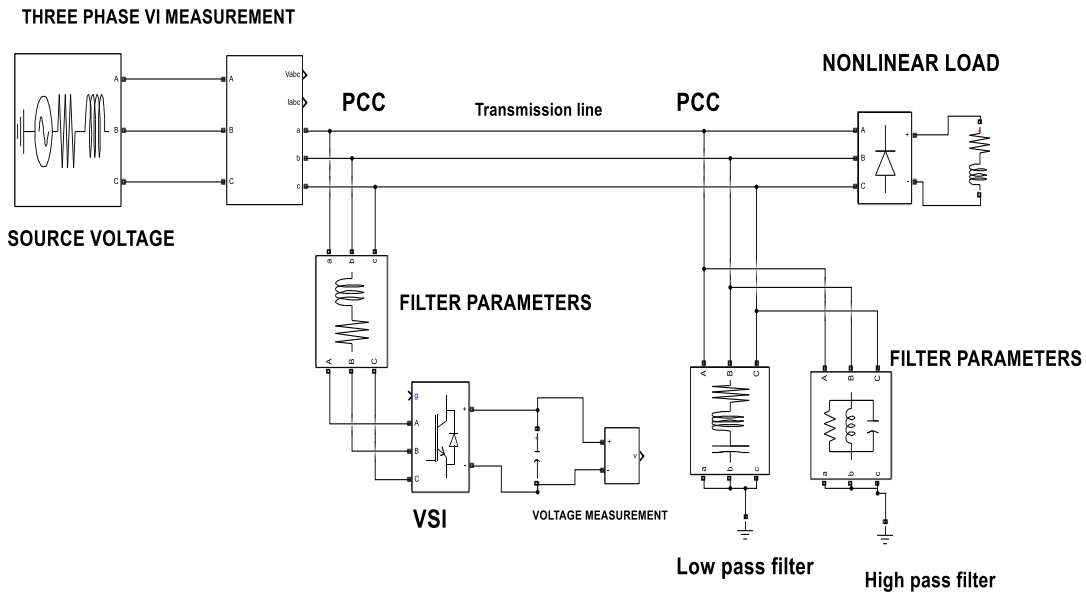 THREE PHASE VI MEASUREMENT
NONLINEAR LOAD
PCC
Transmission line
PCC
A
A
Vabc
Iabc
B
B
a
b
C
C
c
A
B
C
+
-
SOURCE VOLTAGE
a b c
FILTER PARAMETERS
A B C
FILTER PARAMETERS
g
A
B
C
+
-
+
+
-
v
A B C
A B C
a b c
a b c
VSI
VOLTAGE MEASUREMENT
Low pass filter
High pass filter